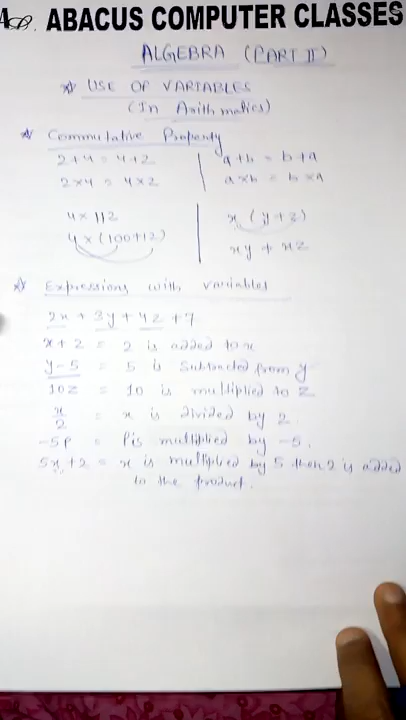 ABACUS COMPUTER CLASSES
ALGEBRA (PART II)
USE OF VARIABLES
(In Arithmatics)
Commutative Property
2+4 = 4+2
a+b = b+a
2×4 = 4×2
a×b = b×a
4×112
x(y+z)
4×(100+12)
xy + xz
Expressions with variables
2x + 3y + 4z + 7
x+2 = 2 is added to x
y-5 = 5 is subtracted from y
10z = 10 is multiplied to z
x/2 = x is divided by 2
-5P = P is multiplied by -5.
5x+2 = x is multiplied by 5 then 2 is added
to the product.